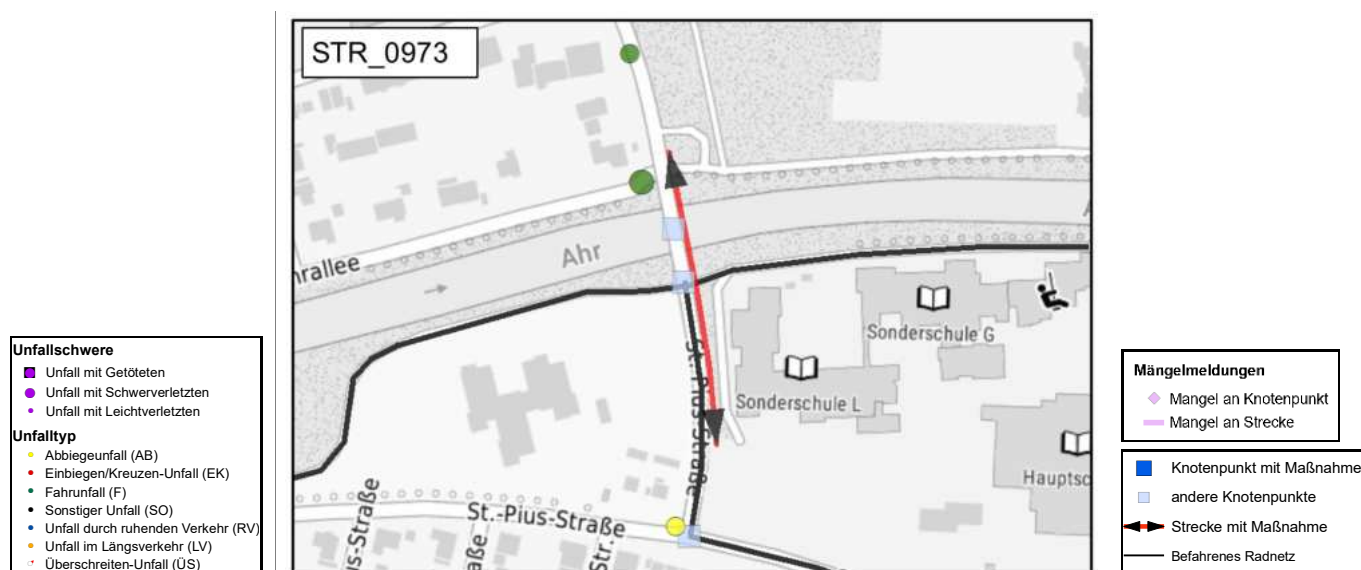 STR_0973
Ahr
hrallee
Sonderschule G
Sonderschule L
St.-Pius-Straße
Hauptsc
St.-Pius-Straße
us-Straße
aße
Str.
Unfallschwere
Unfall mit Getöteten
Unfall mit Schwerverletzten
Unfall mit Leichtverletzten
Unfalltyp
Abbiegeunfall (AB)
Einbiegen/Kreuzen-Unfall (EK)
Fahrunfall (F)
Sonstiger Unfall (SO)
Unfall durch ruhenden Verkehr (RV)
Unfall im Längsverkehr (LV)
Überschreiten-Unfall (ÜS)
Mängelmeldungen
Mangel an Knotenpunkt
Mangel an Strecke
Knotenpunkt mit Maßnahme
andere Knotenpunkte
Strecke mit Maßnahme
Befahrenes Radnetz